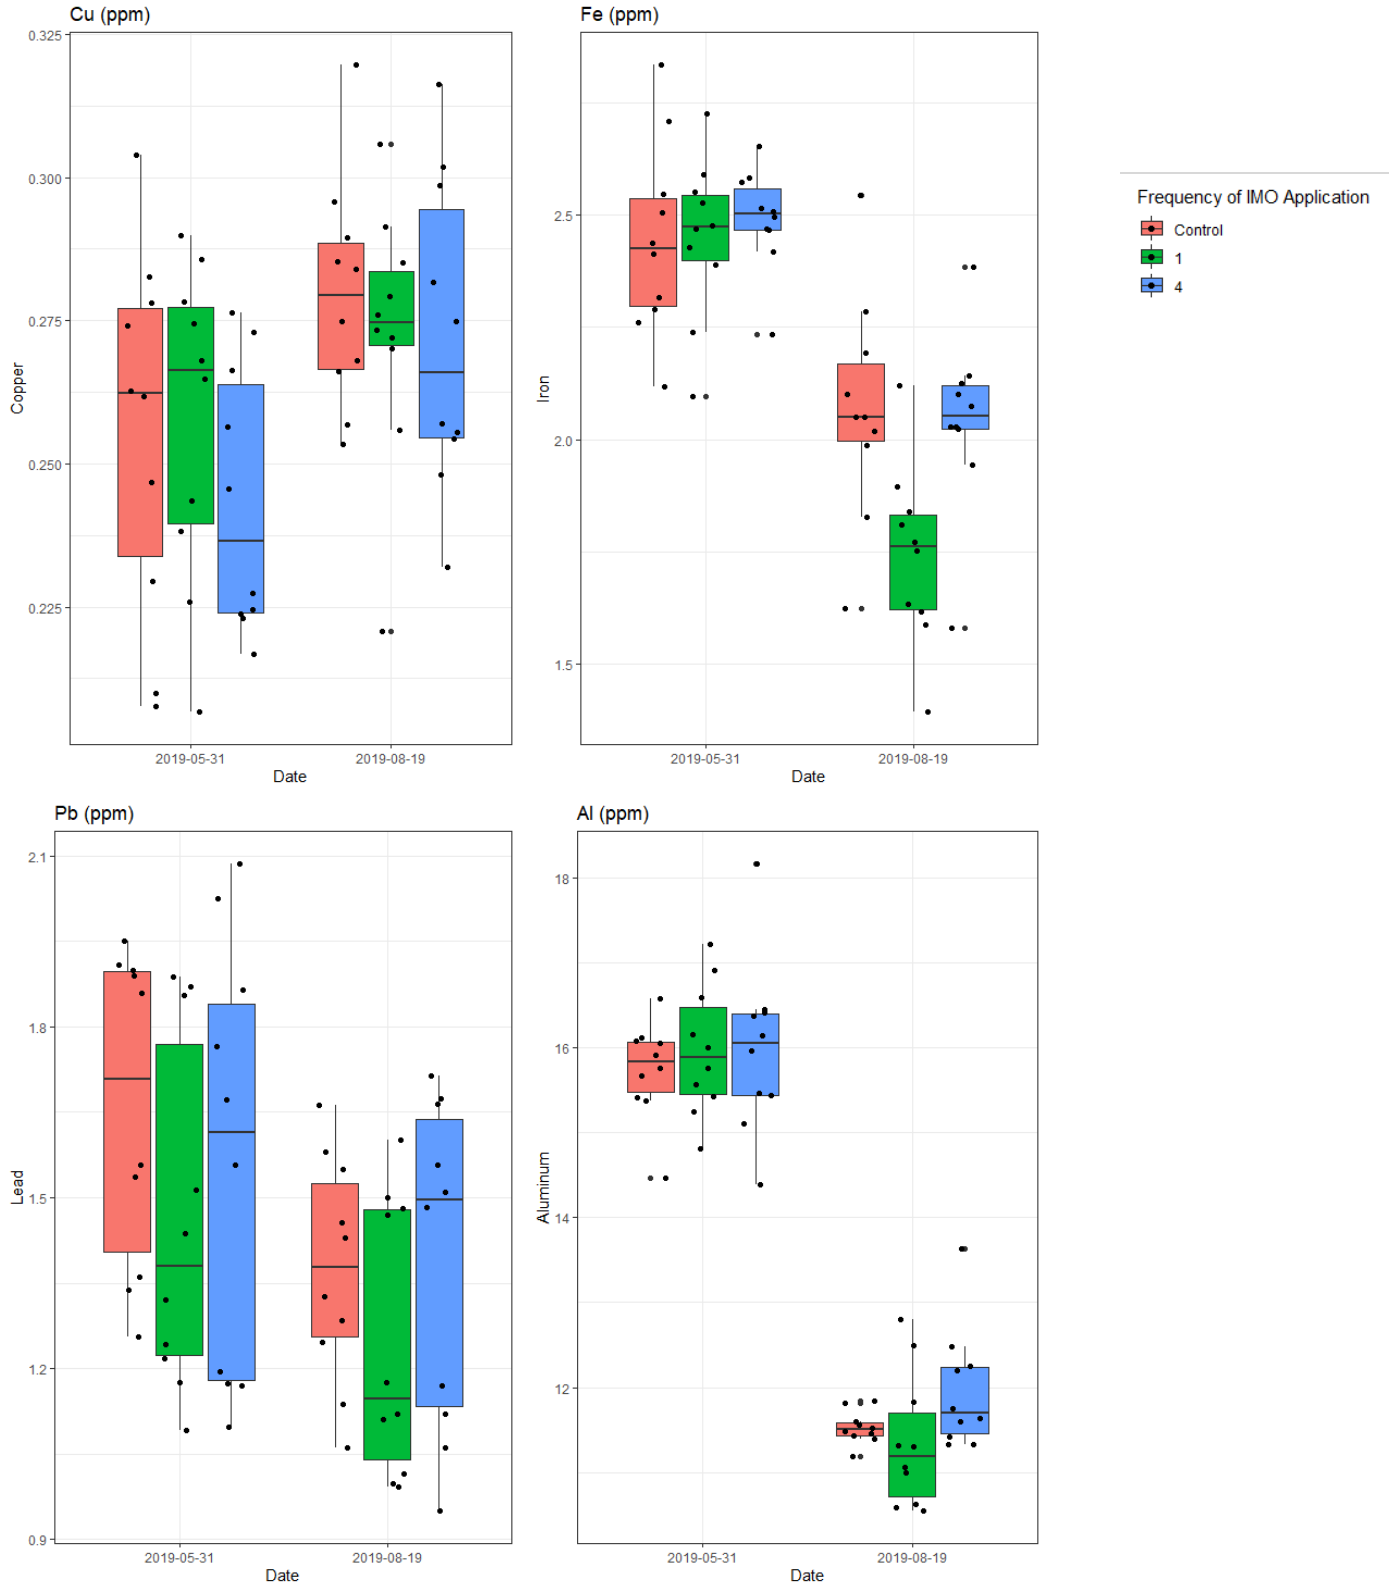 Cu (ppm)
0.325
0.300
0.275
0.250
0.225
Copper
2019-05-31
2019-08-19
Date
Fe (ppm)
2.5
2.0
1.5
Iron
2019-05-31
2019-08-19
Date
Frequency of IMO Application
Control
1
4
Pb (ppm)
2.1
1.8
1.5
1.2
0.9
Lead
2019-05-31
2019-08-19
Date
Al (ppm)
18
16
14
12
Aluminum
2019-05-31
2019-08-19
Date